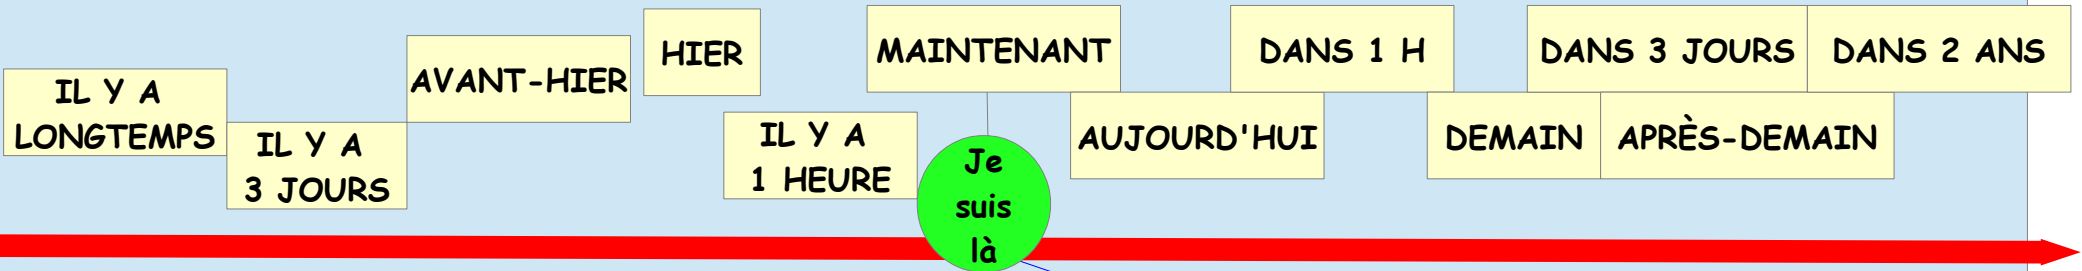 IL Y A
LONGTEMPS
IL Y A
3 JOURS
AVANT-HIER
HIER
IL Y A
1 HEURE
MAINTENANT
Je
suis
là
AUJOURD'HUI
DANS 1 H
DEMAIN
DANS 3 JOURS
APRÈS-DEMAIN
DANS 2 ANS